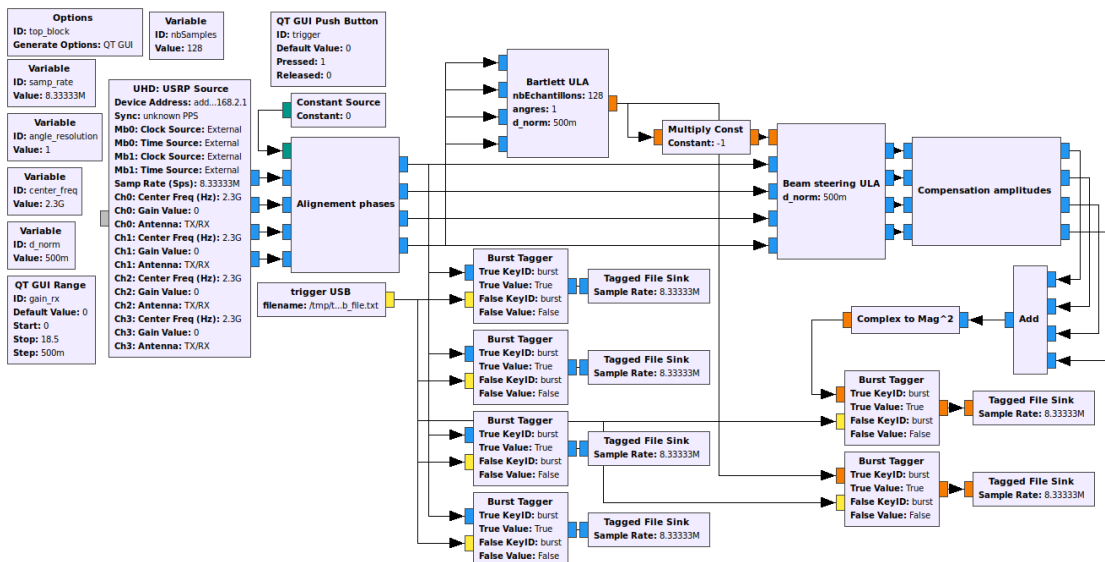 Options
ID: top_block
Generate Options: QT GUI
Variable
ID: nbSamples
Value: 128
QT GUI Push Button
ID: trigger
Default Value: 0
Pressed: 1
Released: 0
Variable
ID: samp_rate
Value: 8.33333M
Variable
ID: angle_resolution
Value: 1
Variable
ID: center_freq
Value: 2.3G
Variable
ID: d_norm
Value: 500m
QT GUI Range
ID: gain_rx
Default Value: 0
Start: 0
Stop: 18.5
Step: 500m
UHD: USRP Source
Device Address: add...168.2.1
Sync: unknown PPS
Mb0: Clock Source: External
Mb0: Time Source: External
Mb1: Clock Source: External
Mb1: Time Source: External
Samp Rate (Sps): 8.33333M
Ch0: Center Freq (Hz): 2.3G
Ch0: Gain Value: 0
Ch0: Antenna: TX/RX
Ch1: Center Freq (Hz): 2.3G
Ch1: Gain Value: 0
Ch1: Antenna: TX/RX
Ch2: Center Freq (Hz): 2.3G
Ch2: Gain Value: 0
Ch2: Antenna: TX/RX
Ch3: Center Freq (Hz): 2.3G
Ch3: Gain Value: 0
Ch3: Antenna: TX/RX
Constant Source
Constant: 0
Alignement phases
trigger USB
filename: /tmp/t...b_file.txt
Bartlett ULA
nbEchantillons: 128
angres: 1
d_norm: 500m
Multiply Const
Constant: -1
Beam steering ULA
d_norm: 500m
Compensation amplitudes
Add
Complex to Mag^2
Burst Tagger
True KeyID: burst
True Value: True
False KeyID: burst
False Value: False
Tagged File Sink
Sample Rate: 8.33333M
Burst Tagger
True KeyID: burst
True Value: True
False KeyID: burst
False Value: False
Tagged File Sink
Sample Rate: 8.33333M
Burst Tagger
True KeyID: burst
True Value: True
False KeyID: burst
False Value: False
Tagged File Sink
Sample Rate: 8.33333M
Burst Tagger
True KeyID: burst
True Value: True
False KeyID: burst
False Value: False
Tagged File Sink
Sample Rate: 8.33333M
Burst Tagger
True KeyID: burst
True Value: True
False KeyID: burst
False Value: False
Tagged File Sink
Sample Rate: 8.33333M
Burst Tagger
True KeyID: burst
True Value: True
False KeyID: burst
False Value: False
Tagged File Sink
Sample Rate: 8.33333M